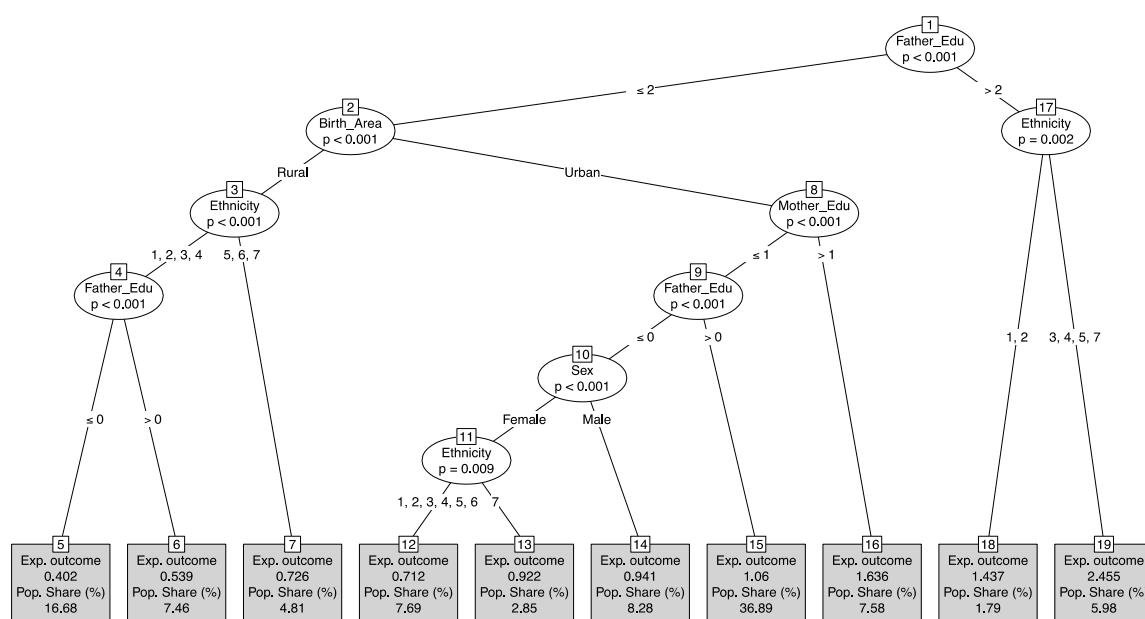 1
Father_Edu
p < 0.001
≤ 2
> 2
2
Birth_Area
p < 0.001
17
Ethnicity
p = 0.002
Rural
Urban
3
Ethnicity
p < 0.001
8
Mother_Edu
p < 0.001
1, 2, 3, 4
5, 6, 7
≤ 1
> 1
4
Father_Edu
p < 0.001
9
Father_Edu
p < 0.001
≤ 0
> 0
1, 2
3, 4, 5, 7
10
Sex
p < 0.001
≤ 0
> 0
Female
Male
11
Ethnicity
p = 0.009
1, 2, 3, 4, 5, 6
7
5
Exp. outcome
0.402
Pop. Share (%)
16.68
6
Exp. outcome
0.539
Pop. Share (%)
7.46
7
Exp. outcome
0.726
Pop. Share (%)
4.81
12
Exp. outcome
0.712
Pop. Share (%)
7.69
13
Exp. outcome
0.922
Pop. Share (%)
2.85
14
Exp. outcome
0.941
Pop. Share (%)
8.28
15
Exp. outcome
1.06
Pop. Share (%)
36.89
16
Exp. outcome
1.636
Pop. Share (%)
7.58
18
Exp. outcome
1.437
Pop. Share (%)
1.79
19
Exp. outcome
2.455
Pop. Share (%)
5.98